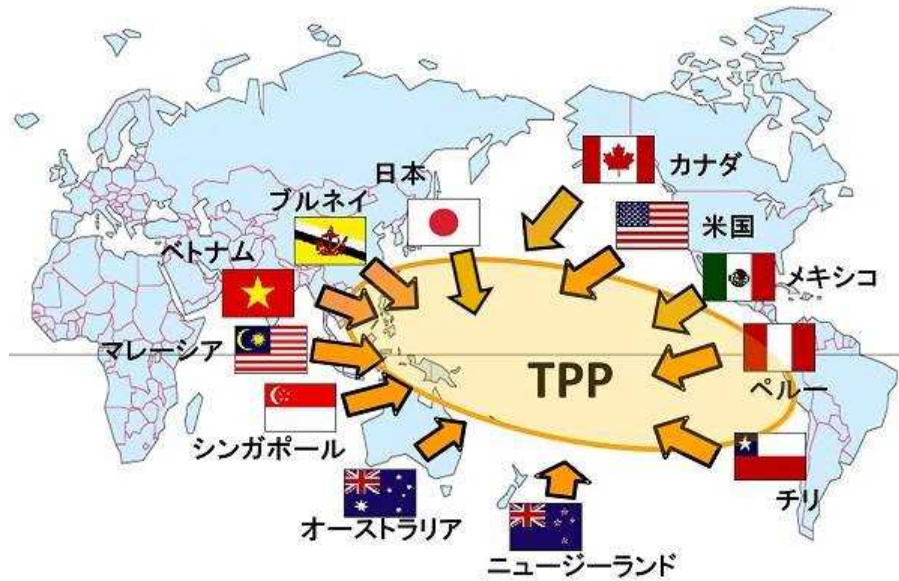 カナダ
日本
ブルネイ
米国
ベトナム
メキシコ
マレーシア
TPP
ペルー
シンガポール
チリ
オーストラリア
ニュージーランド